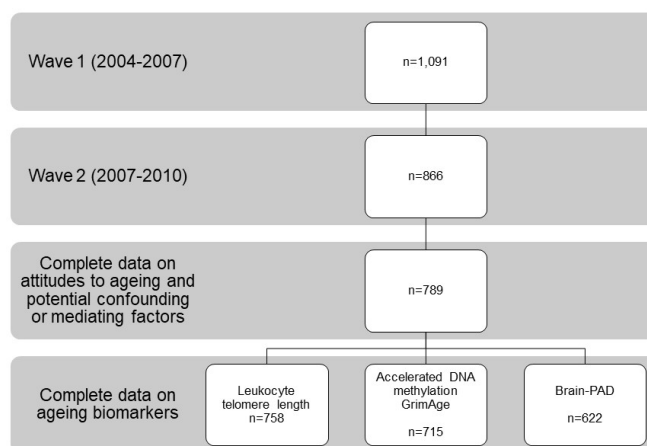 Wave 1 (2004-2007)
n=1,091
Wave 2 (2007-2010)
n=866
Complete data on
attitudes to ageing and
potential confounding
or mediating factors
n=789
Complete data on
ageing biomarkers
Leukocyte
telomere length
n=758
Accelerated DNA
methylation
GrimAge
n=715
Brain-PAD
n=622